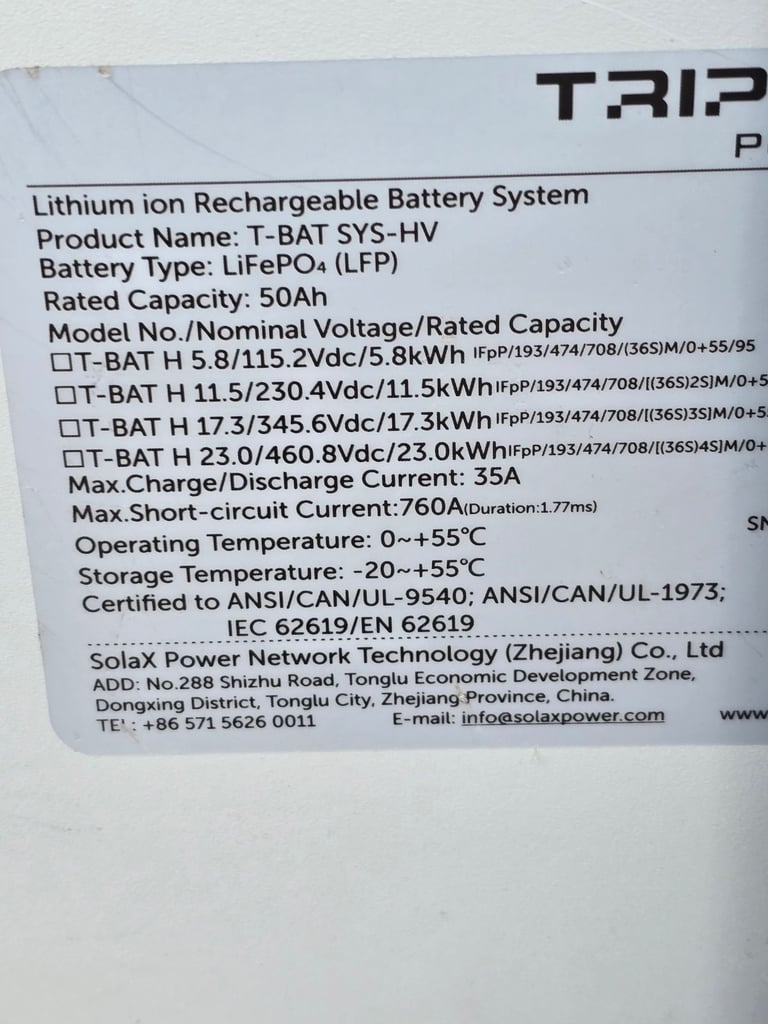 TRIP
P
Lithium ion Rechargeable Battery System
Product Name: T-BAT SYS-HV
Battery Type: LiFePO₄ (LFP)
Rated Capacity: 50Ah
Model No./Nominal Voltage/Rated Capacity
☐T-BAT H 5.8/115.2Vdc/5.8kWh IFpP/193/474/708/(36S)M/0+55/95
☐T-BAT H 11.5/230.4Vdc/11.5kWh IFpP/193/474/708/[(36S)2S]M/0+5
☐T-BAT H 17.3/345.6Vdc/17.3kWh IFpP/193/474/708/[(36S)3S]M/0+5
☐T-BAT H 23.0/460.8Vdc/23.0kWh IFpP/193/474/708/[(36S)4S]M/0+
Max.Charge/Discharge Current: 35A
Max.Short-circuit Current:760A(Duration:1.77ms)
SN
Operating Temperature: 0~+55℃
Storage Temperature: -20~+55℃
Certified to ANSI/CAN/UL-9540; ANSI/CAN/UL-1973;
IEC 62619/EN 62619
SolaX Power Network Technology (Zhejiang) Co., Ltd
ADD: No.288 Shizhu Road, Tonglu Economic Development Zone,
Dongxing District, Tonglu City, Zhejiang Province, China.
TEL: +86 571 5626 0011 E-mail: info@solaxpower.com www